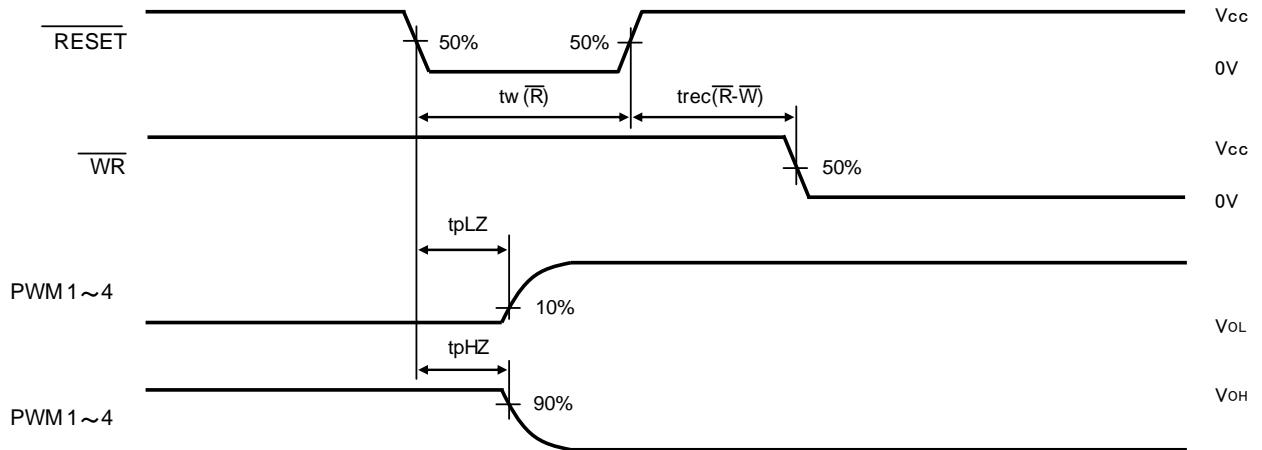 Vcc
RESET
50%
50%
0V
tw (R)
trec(R-W)
WR
Vcc
50%
0V
tpLZ
PWM1～4
10%
VOL
tpHZ
VOH
PWM1～4
90%